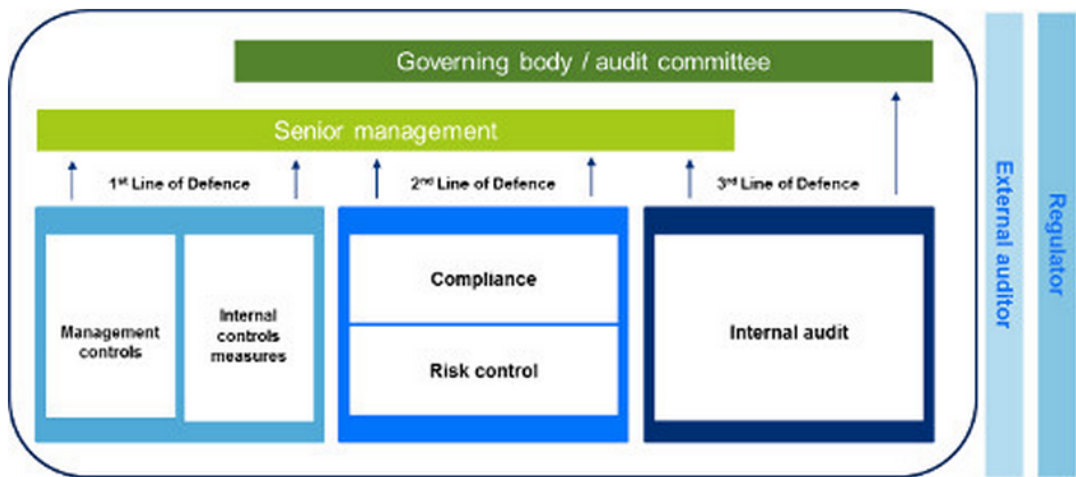 Governing body / audit committee
Senior management
1st Line of Defence
2nd Line of Defence
3rd Line of Defence
Management
controls
Internal
controls
measures
Compliance
Risk control
Internal audit
External auditor
Regulator